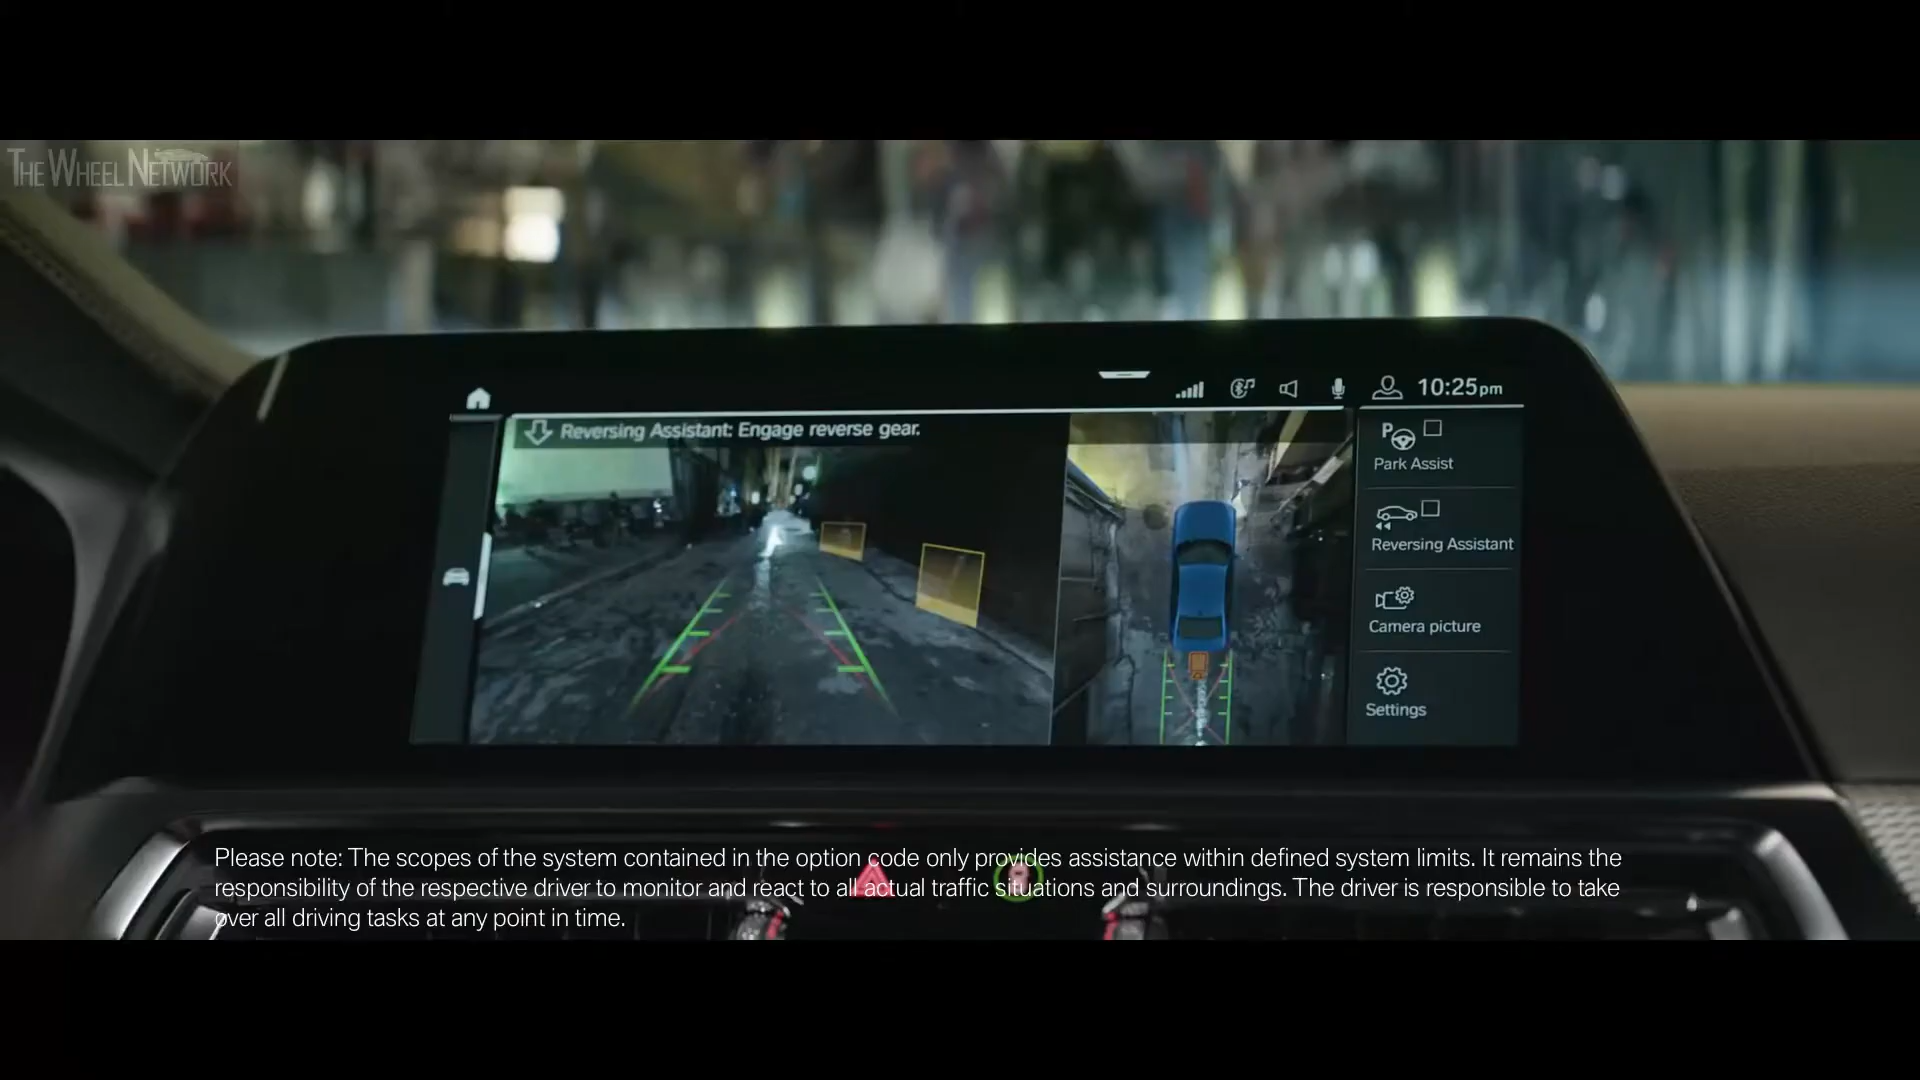 THE WHEEL NETWORK
10:25pm
Reversing Assistant: Engage reverse gear.
P
Park Assist
Reversing Assistant
Camera picture
Settings
Please note: The scopes of the system contained in the option code only provides assistance within defined system limits. It remains the
responsibility of the respective driver to monitor and react to all actual traffic situations and surroundings. The driver is responsible to take
over all driving tasks at any point in time.